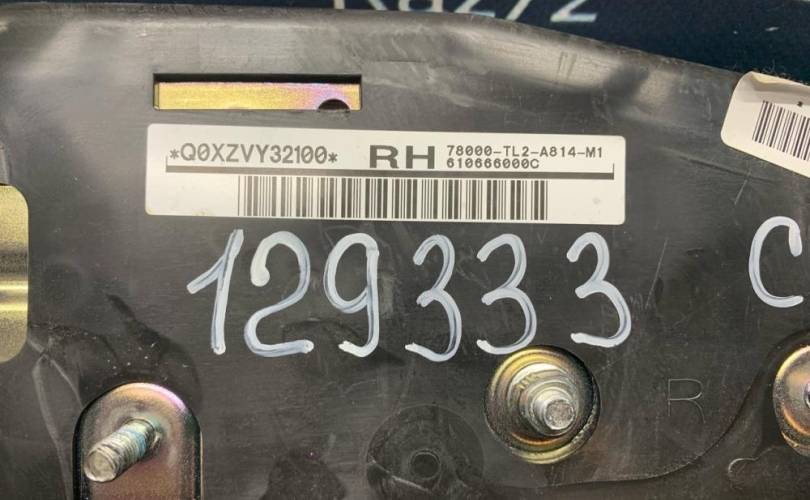 *Q0XZVY32100* RH 78000-TL2-A814-M1
610666000C
129333 C
R